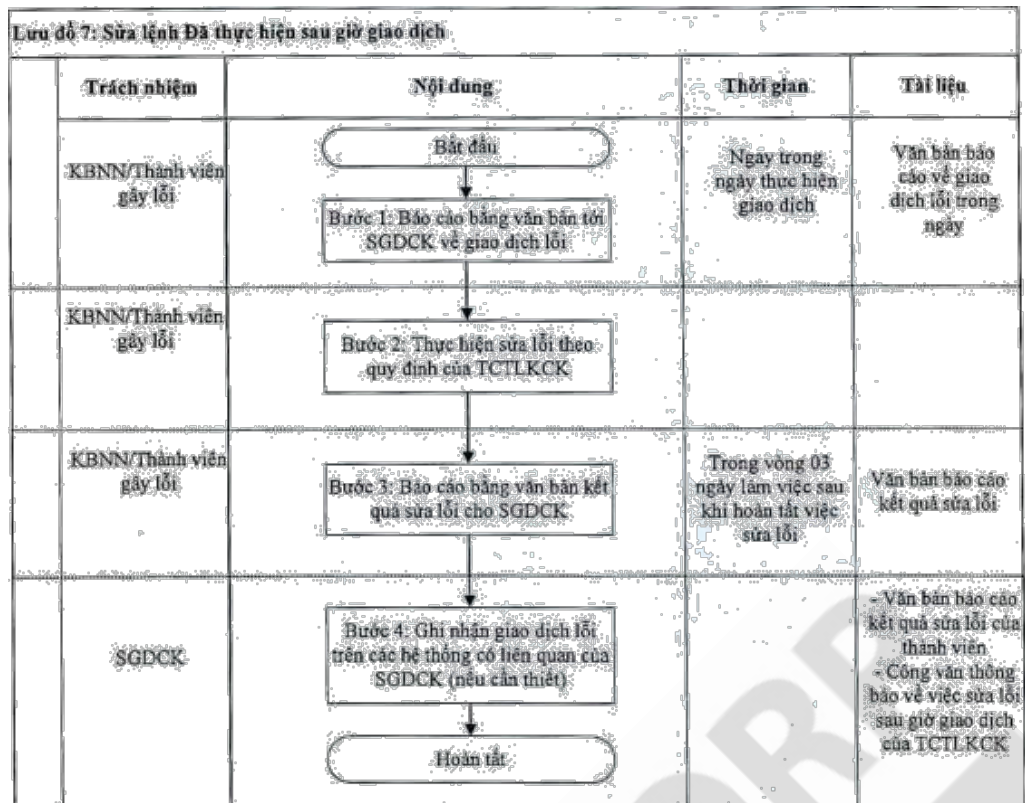 Lưu đồ 7: Sửa lệnh Đã thực hiện sau giờ giao dịch
Trách nhiệm
Nội dung
Thời gian
Tài liệu
KBNN/Thành viên
gây lỗi
Bắt đầu
Bước 1: Báo cáo bằng văn bản tới
SGDCK về giao dịch lỗi
Ngay trong
ngày thực hiện
giao dịch
Văn bản báo
cáo về giao
dịch lỗi trong
ngày
KBNN/Thành viên
gây lỗi
Bước 2: Thực hiện sửa lỗi theo
quy định của TCTLKCK
KBNN/Thành viên
gây lỗi
Bước 3: Báo cáo bằng văn bản kết
quả sửa lỗi cho SGDCK
Trong vòng 03
ngày làm việc sau
khi hoàn tất việc
sửa lỗi
Văn bản báo cáo
kết quả sửa lỗi
SGDCK
Bước 4: Ghi nhận giao dịch lỗi
trên các hệ thống có liên quan của
SGDCK (nếu cần thiết)
Hoàn tất
- Văn bản báo cáo
kết quả sửa lỗi của
thành viên
- Công văn thông
báo về việc sửa lỗi
sau giờ giao dịch
của TCTLKCK